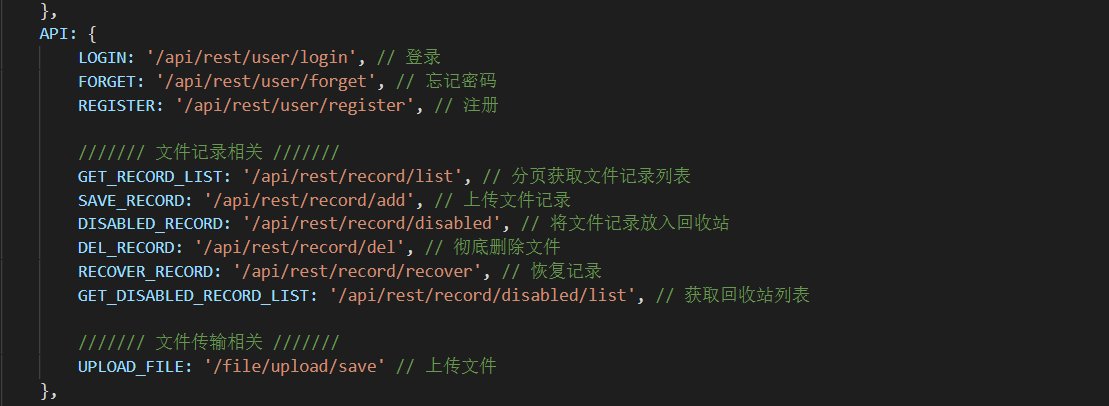 },
API: {
LOGIN: '/api/rest/user/login', // 登录
FORGET: '/api/rest/user/forget', // 忘记密码
REGISTER: '/api/rest/user/register', // 注册
/////// 文件记录相关 ///////
GET_RECORD_LIST: '/api/rest/record/list', // 分页获取文件记录列表
SAVE_RECORD: '/api/rest/record/add', // 上传文件记录
DISABLED_RECORD: '/api/rest/record/disabled', // 将文件记录放入回收站
DEL_RECORD: '/api/rest/record/del', // 彻底删除文件
RECOVER_RECORD: '/api/rest/record/recover', // 恢复记录
GET_DISABLED_RECORD_LIST: '/api/rest/record/disabled/list', // 获取回收站列表
/////// 文件传输相关 ///////
UPLOAD_FILE: '/file/upload/save' // 上传文件
},